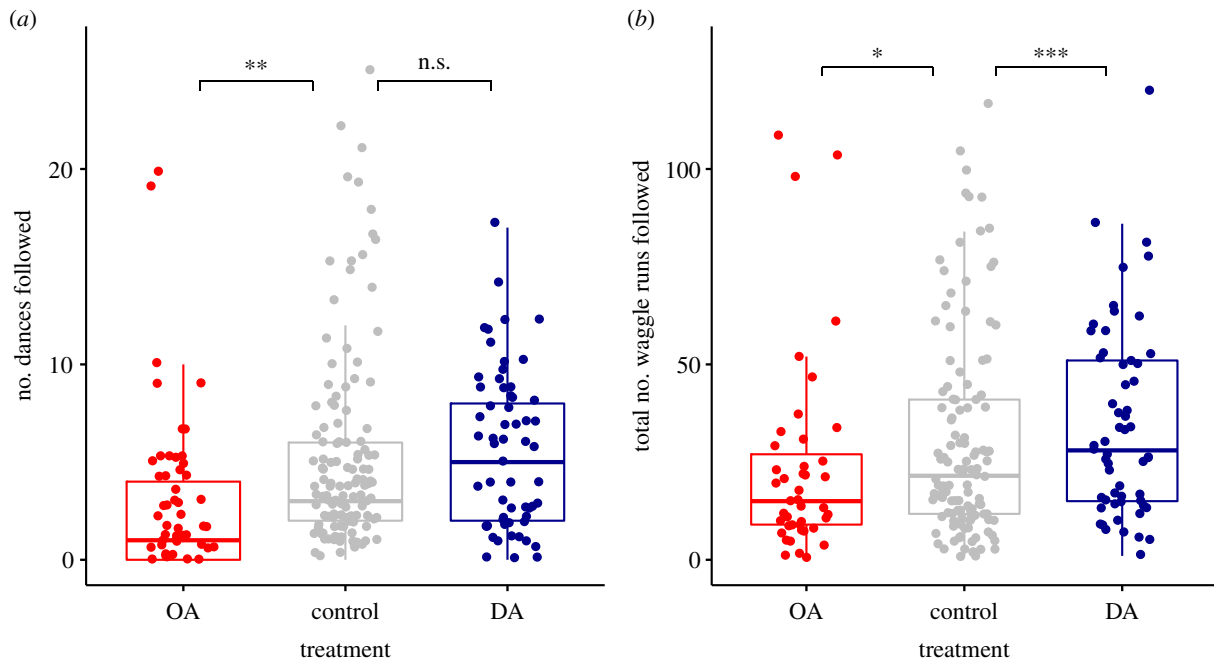 (a)
no. dances followed
20
10
0
**
n.s.
OA
control
DA
treatment
(b)
total no. waggle runs followed
100
50
0
*
***
OA
control
DA
treatment